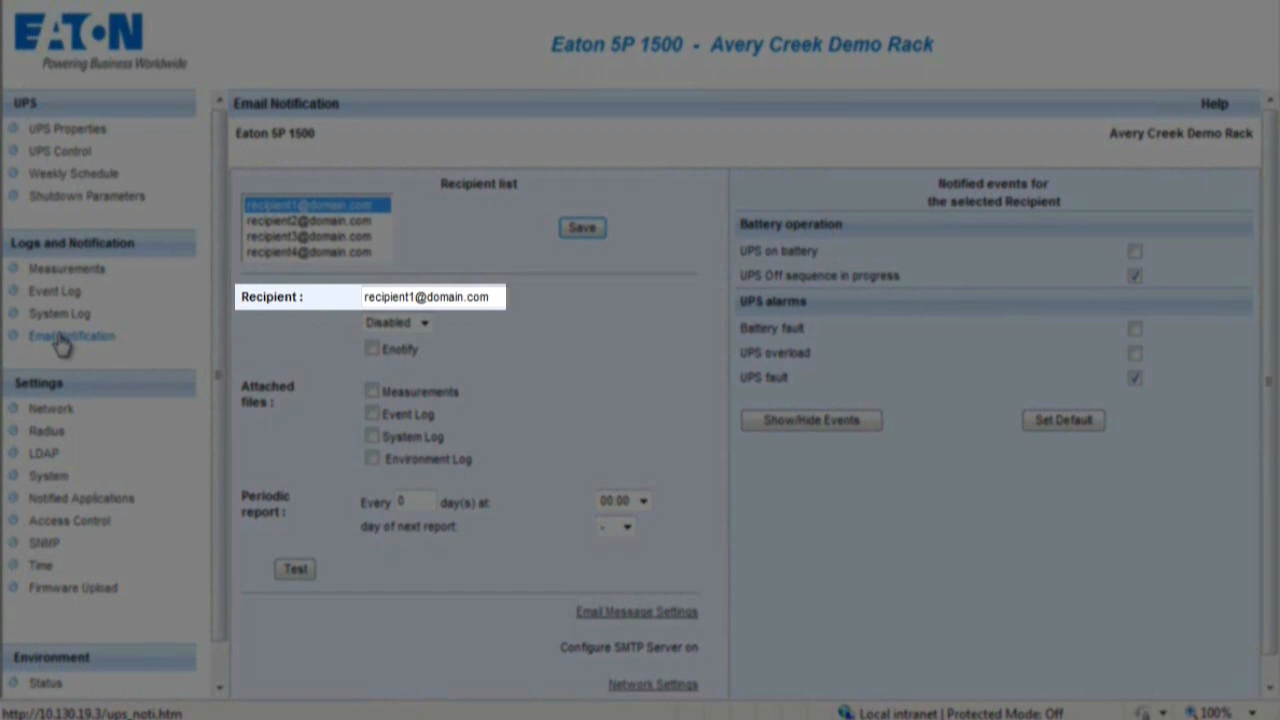 EATON
Powering Business Worldwide
Eaton 5P 1500 - Avery Creek Demo Rack
UPS
UPS Properties
UPS Control
Weekly Schedule
Shutdown Parameters
Logs and Notification
Measurements
Event Log
System Log
Email Notification
Settings
Network
Radius
LDAP
System
Notified Applications
Access Control
SNMP
Time
Firmware Upload
Environment
Status
Email Notification
Help
Eaton 5P 1500
Avery Creek Demo Rack
Recipient list
recipient1@domain.com
recipient2@domain.com
recipient3@domain.com
recipient4@domain.com
Save
Recipient : recipient1@domain.com
Disabled
Enotify
Attached
files :
Measurements
Event Log
System Log
Environment Log
Periodic
report :
Every 0 day(s) at: 00:00
day of next report: -
Test
Email Message Settings
Configure SMTP Server on
Network Settings
Notified events for
the selected Recipient
Battery operation
UPS on battery
UPS Off sequence in progress
UPS alarms
Battery fault
UPS overload
UPS fault
Show/Hide Events
Set Default
http://10.130.19.3/ups_noti.htm
Local intranet | Protected Mode: Off
100%